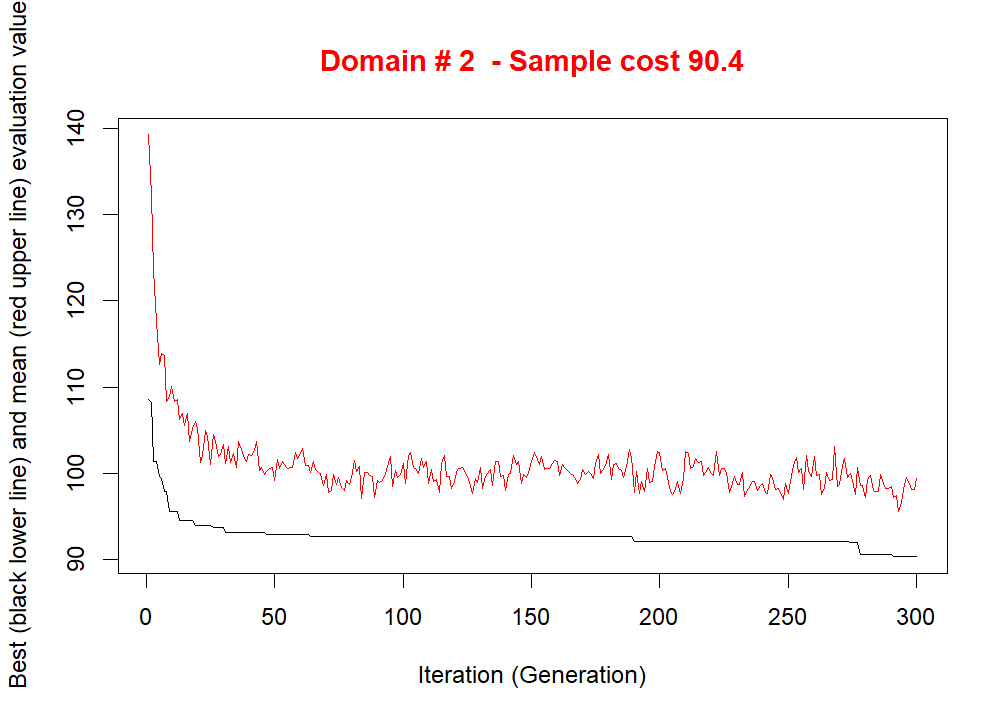 Domain # 2  - Sample cost 90.4
Best (black lower line) and mean (red upper line) evaluation value
140
130
120
110
100
90
0 50 100 150 200 250 300
Iteration (Generation)